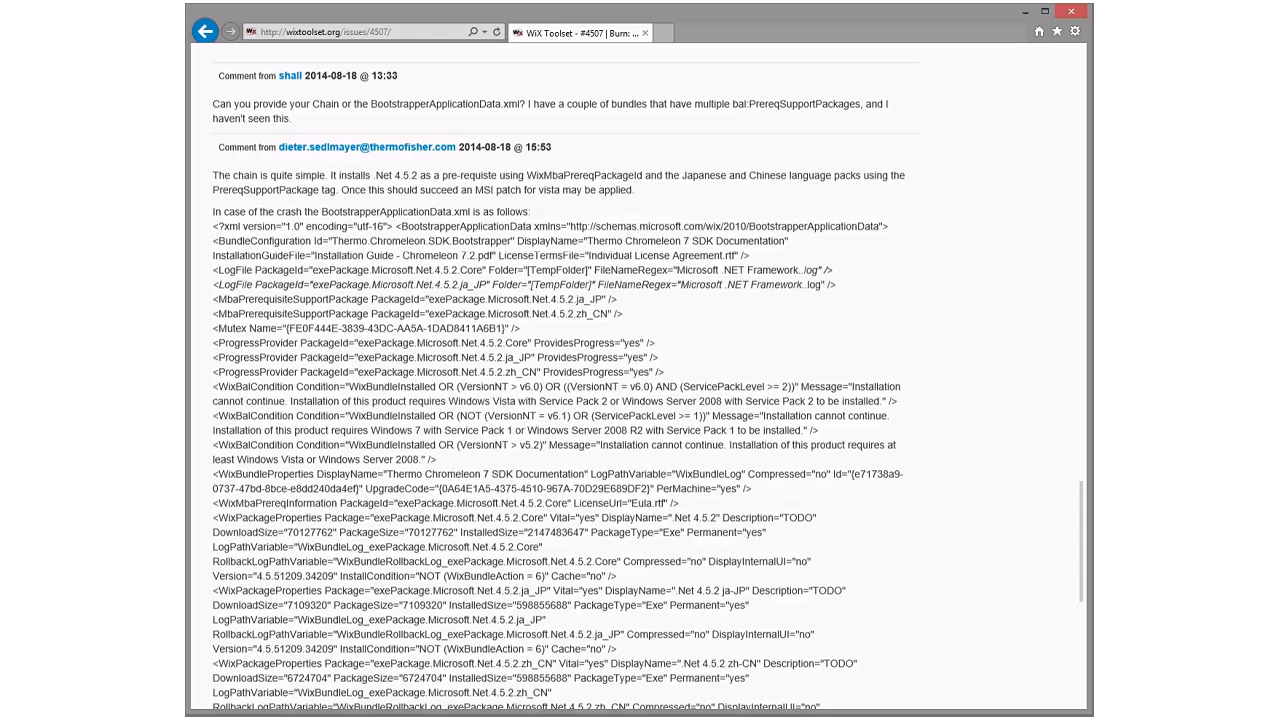 http://wixtoolset.org/issues/4507/
WiX Toolset - #4507 | Burn: ...
Comment from shall 2014-08-18 @ 13:33
Can you provide your Chain or the BootstrapperApplicationData.xml? I have a couple of bundles that have multiple bal:PrereqSupportPackages, and I
haven't seen this.
Comment from dieter.sedlmayer@thermofisher.com 2014-08-18 @ 15:53
The chain is quite simple. It installs .Net 4.5.2 as a pre-requiste using WixMbaPrereqPackageId and the Japanese and Chinese language packs using the
PrereqSupportPackage tag. Once this should succeed an MSI patch for vista may be applied.
In case of the crash the BootstrapperApplicationData.xml is as follows:
<?xml version="1.0" encoding="utf-16"> <BootstrapperApplicationData xmlns="http://schemas.microsoft.com/wix/2010/BootstrapperApplicationData">
<BundleConfiguration Id="Thermo.Chromeleon.SDK.Bootstrapper" DisplayName="Thermo Chromeleon 7 SDK Documentation"
InstallationGuideFile="Installation Guide - Chromeleon 7.2.pdf" LicenseTermsFile="Individual License Agreement.rtf" />
<LogFile PackageId="exePackage.Microsoft.Net.4.5.2.Core" Folder="[TempFolder]" FileNameRegex="Microsoft .NET Framework..log" />
<LogFile PackageId="exePackage.Microsoft.Net.4.5.2.ja_JP" Folder="[TempFolder]" FileNameRegex="Microsoft .NET Framework..log" />
<MbaPrerequisiteSupportPackage PackageId="exePackage.Microsoft.Net.4.5.2.ja_JP" />
<MbaPrerequisiteSupportPackage PackageId="exePackage.Microsoft.Net.4.5.2.zh_CN" />
<Mutex Name="{FE0F444E-3839-43DC-AA5A-1DAD8411A6B1}" />
<ProgressProvider PackageId="exePackage.Microsoft.Net.4.5.2.Core" ProvidesProgress="yes" />
<ProgressProvider PackageId="exePackage.Microsoft.Net.4.5.2.ja_JP" ProvidesProgress="yes" />
<ProgressProvider PackageId="exePackage.Microsoft.Net.4.5.2.zh_CN" ProvidesProgress="yes" />
<WixBalCondition Condition="WixBundleInstalled OR (VersionNT > v6.0) OR ((VersionNT = v6.0) AND (ServicePackLevel >= 2))" Message="Installation
cannot continue. Installation of this product requires Windows Vista with Service Pack 2 or Windows Server 2008 with Service Pack 2 to be installed." />
<WixBalCondition Condition="WixBundleInstalled OR (NOT (VersionNT = v6.1) OR (ServicePackLevel >= 1))" Message="Installation cannot continue.
Installation of this product requires Windows 7 with Service Pack 1 or Windows Server 2008 R2 with Service Pack 1 to be installed." />
<WixBalCondition Condition="WixBundleInstalled OR (VersionNT > v5.2)" Message="Installation cannot continue. Installation of this product requires at
least Windows Vista or Windows Server 2008." />
<WixBundleProperties DisplayName="Thermo Chromeleon 7 SDK Documentation" LogPathVariable="WixBundleLog" Compressed="no" Id="{e71738a9-
0737-47bd-8bce-e8dd240da4ef}" UpgradeCode="{0A64E1A5-4375-4510-967A-70D29E689DF2}" PerMachine="yes" />
<WixMbaPrereqInformation PackageId="exePackage.Microsoft.Net.4.5.2.Core" LicenseUrl="Eula.rtf" />
<WixPackageProperties Package="exePackage.Microsoft.Net.4.5.2.Core" Vital="yes" DisplayName=".Net 4.5.2" Description="TODO"
DownloadSize="70127762" PackageSize="70127762" InstalledSize="2147483647" PackageType="Exe" Permanent="yes"
LogPathVariable="WixBundleLog_exePackage.Microsoft.Net.4.5.2.Core"
RollbackLogPathVariable="WixBundleRollbackLog_exePackage.Microsoft.Net.4.5.2.Core" Compressed="no" DisplayInternalUI="no"
Version="4.5.51209.34209" InstallCondition="NOT (WixBundleAction = 6)" Cache="no" />
<WixPackageProperties Package="exePackage.Microsoft.Net.4.5.2.ja_JP" Vital="yes" DisplayName=".Net 4.5.2 ja-JP" Description="TODO"
DownloadSize="7109320" PackageSize="7109320" InstalledSize="598855688" PackageType="Exe" Permanent="yes"
LogPathVariable="WixBundleLog_exePackage.Microsoft.Net.4.5.2.ja_JP"
RollbackLogPathVariable="WixBundleRollbackLog_exePackage.Microsoft.Net.4.5.2.ja_JP" Compressed="no" DisplayInternalUI="no"
Version="4.5.51209.34209" InstallCondition="NOT (WixBundleAction = 6)" Cache="no" />
<WixPackageProperties Package="exePackage.Microsoft.Net.4.5.2.zh_CN" Vital="yes" DisplayName=".Net 4.5.2 zh-CN" Description="TODO"
DownloadSize="6724704" PackageSize="6724704" InstalledSize="598855688" PackageType="Exe" Permanent="yes"
LogPathVariable="WixBundleLog_exePackage.Microsoft.Net.4.5.2.zh_CN"
RollbackLogPathVariable="WixBundleRollbackLog_exePackage.Microsoft.Net.4.5.2.zh_CN" Compressed="no" DisplayInternalUI="no"